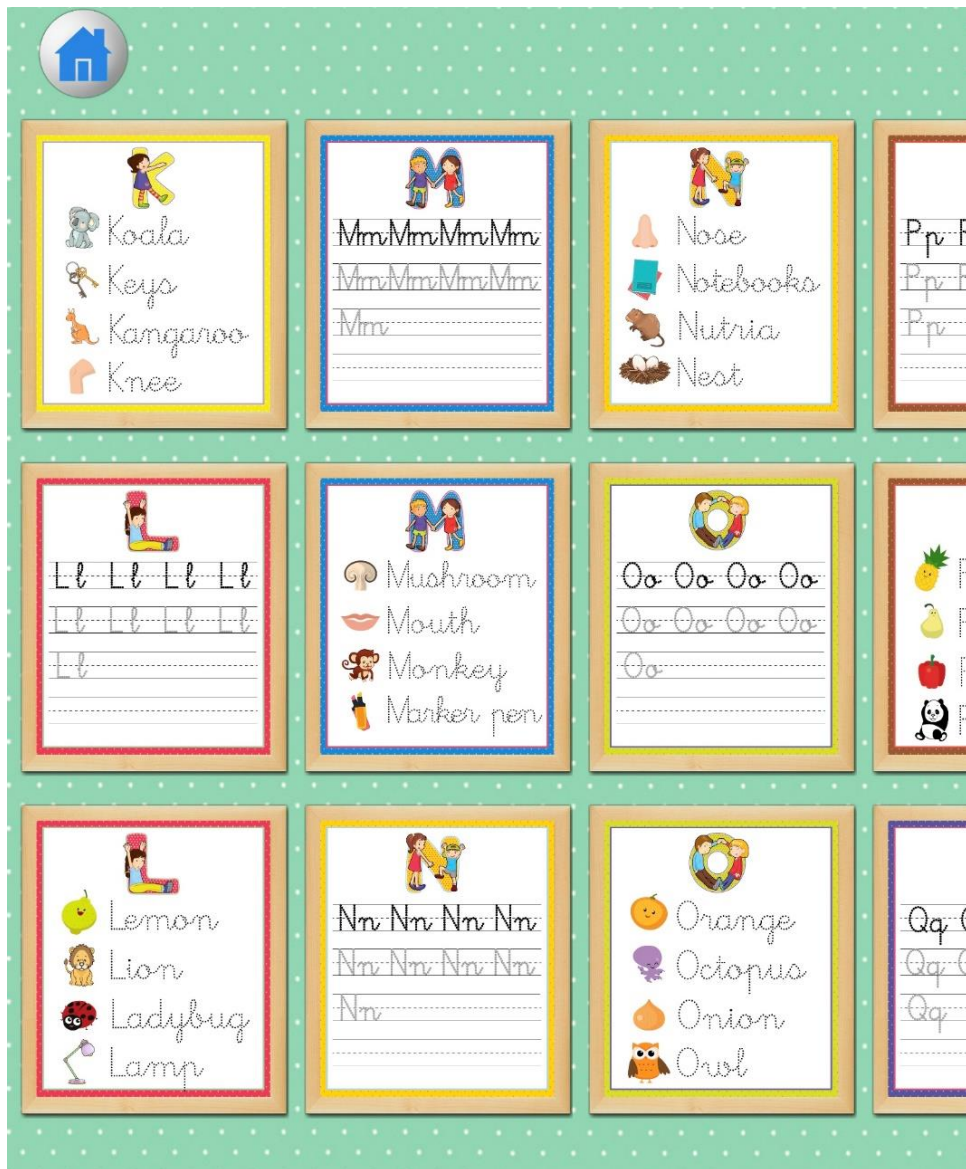 K
Koala
Keys
Kangaroo
Knee
L
Ll Ll Ll Ll
Ll Ll Ll Ll
Ll
L
Lemon
Lion
Ladybug
Lamp
M
Mm Mm Mm Mm
Mm Mm Mm Mm
Mm
M
Mushroom
Mouth
Monkey
Marker pen
N
Nn Nn Nn Nn
Nn Nn Nn Nn
Nn
N
Nose
Notebooks
Nutria
Nest
O
Oo Oo Oo Oo
Oo Oo Oo Oo
Oo
O
Orange
Octopus
Onion
Owl
Pp
Pp
Pp
Qq
Qq
Qq